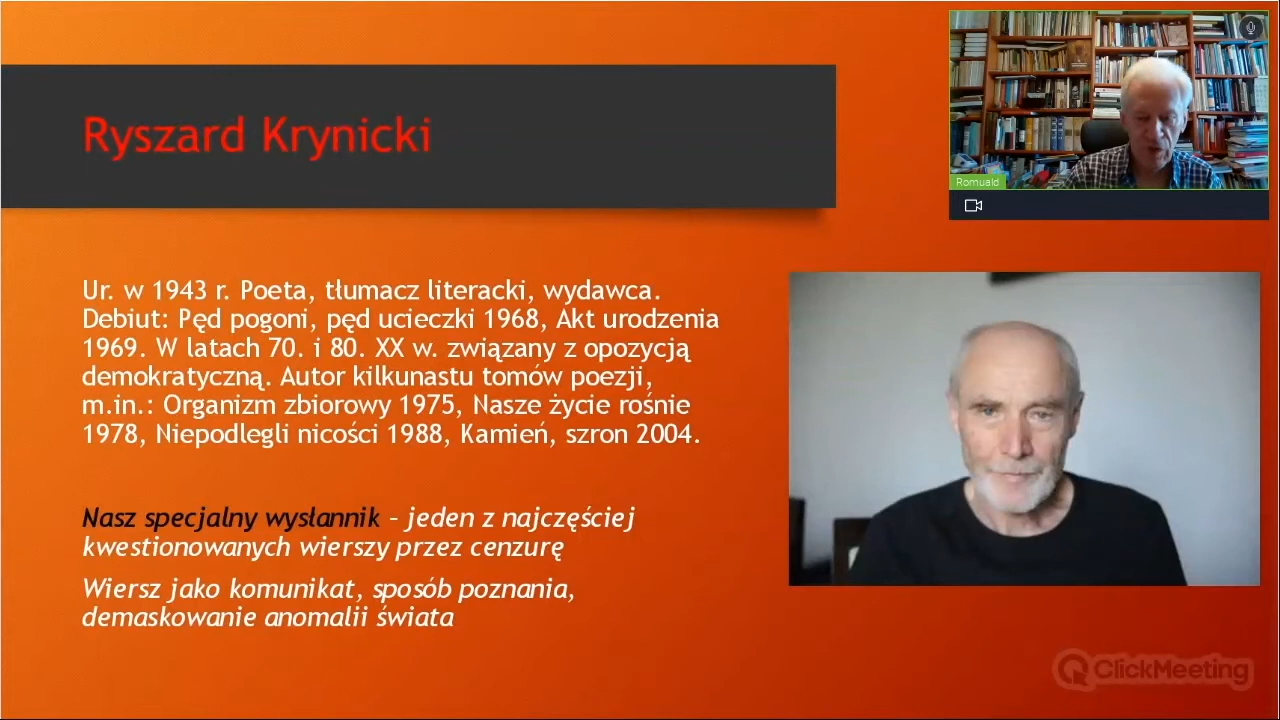 Ryszard Krynicki
Romuald
Ur. w 1943 r. Poeta, tłumacz literacki, wydawca.
Debiut: Pęd pogoni, pęd ucieczki 1968, Akt urodzenia
1969. W latach 70. i 80. XX w. związany z opozycją
demokratyczną. Autor kilkunastu tomów poezji,
m.in.: Organizm zbiorowy 1975, Nasze życie rośnie
1978, Niepodlegli nicości 1988, Kamień, szron 2004.
Nasz specjalny wysłannik – jeden z najczęściej
kwestionowanych wierszy przez cenzurę
Wiersz jako komunikat, sposób poznania,
demaskowanie anomalii świata
ClickMeeting